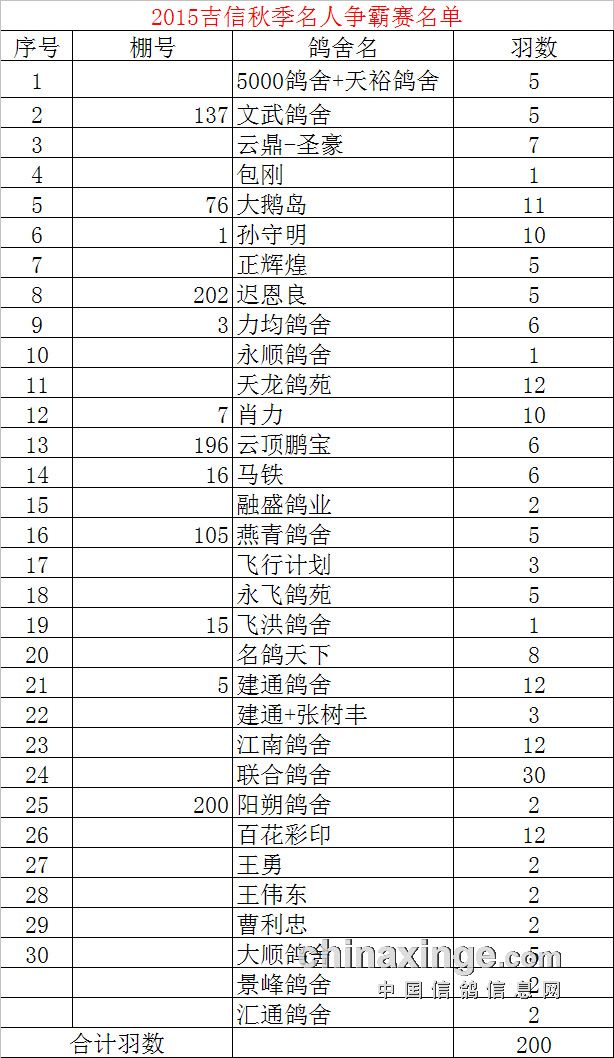 2015吉信秋季名人争霸赛名单
序号 棚号 鸽舍名 羽数
1 5000鸽舍+天裕鸽舍 5
2 137 文武鸽舍 5
3 云鼎-圣豪 7
4 包刚 1
5 76 大鹅岛 11
6 1 孙守明 10
7 正辉煌 5
8 202 迟恩良 5
9 3 力均鸽舍 6
10 永顺鸽舍 1
11 天龙鸽苑 12
12 7 肖力 10
13 196 云顶鹏宝 6
14 16 马铁 6
15 融盛鸽业 2
16 105 燕青鸽舍 5
17 飞行计划 3
18 永飞鸽苑 5
19 15 飞洪鸽舍 1
20 名鸽天下 8
21 5 建通鸽舍 12
22 建通+张树丰 3
23 江南鸽舍 12
24 联合鸽舍 30
25 200 阳朔鸽舍 2
26 百花彩印 12
27 王勇 2
28 王伟东 2
29 曹利忠 2
30 大顺鸽舍 5
chinaxinge.com
景峰鸽舍 2
中国信鸽信息网
汇通鸽舍 2
合计羽数 200